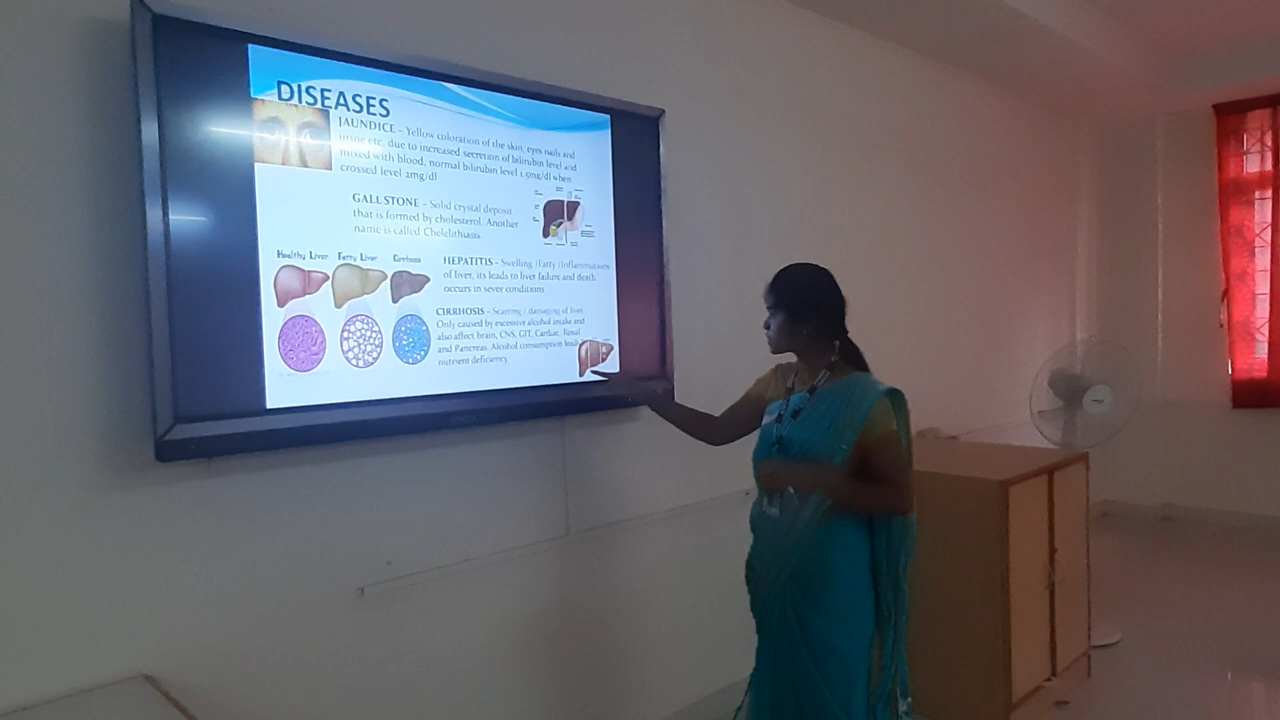 DISEASES
JAUNDICE – Yellow coloration of the skin, eyes nails and
urine etc, due to increased secretion of bilirubin level and
mixed with blood, normal bilirubin level 1.9mg/dl when
crossed level 2mg/dl
GALL STONE – Solid crystal deposit
that is formed by cholesterol. Another
name is called Chelelithiasis
Healthy Liver Fatty Liver Cirrhosis
HEPATITIS – Swelling /Fatty /Inflammations
of liver, its leads to liver failure and death
occurs in sever conditions
CIRRHOSIS – Scarring / damaging of liver.
Only caused by excessive alcohol intake and
also affect brain, CNS, GIT, Cardiac, Renal
and Pancreas. Alcohol consumption leads
nutrient deficiency